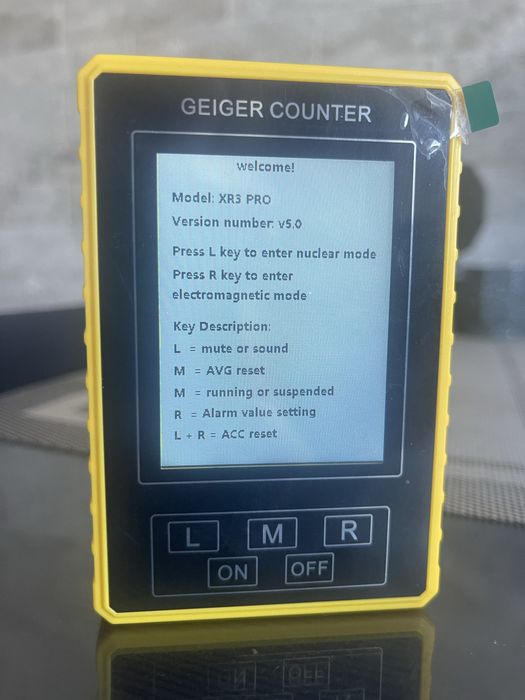 GEIGER COUNTER
welcome!
Model: XR3 PRO
Version number: v5.0
Press L key to enter nuclear mode
Press R key to enter
electromagnetic mode
Key Description:
L = mute or sound
M = AVG reset
M = running or suspended
R = Alarm value setting
L + R = ACC reset
L M R
ON OFF